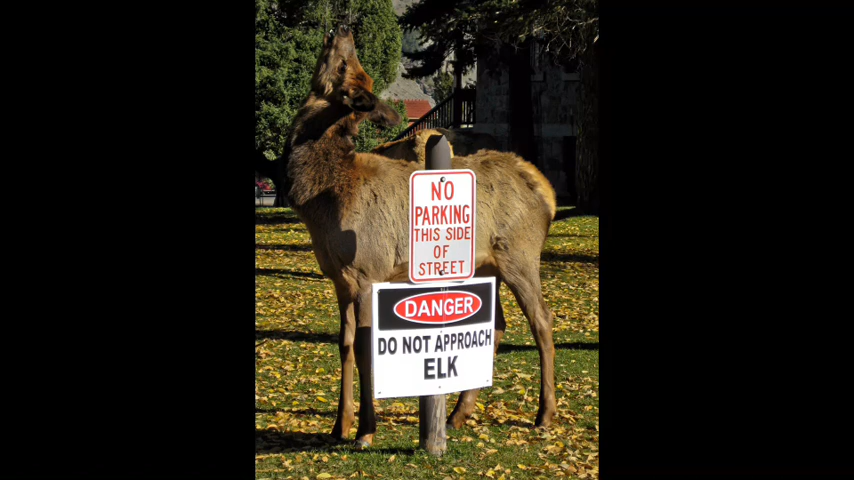 NO
PARKING
THIS SIDE
OF
STREET
DANGER
DO NOT APPROACH
ELK